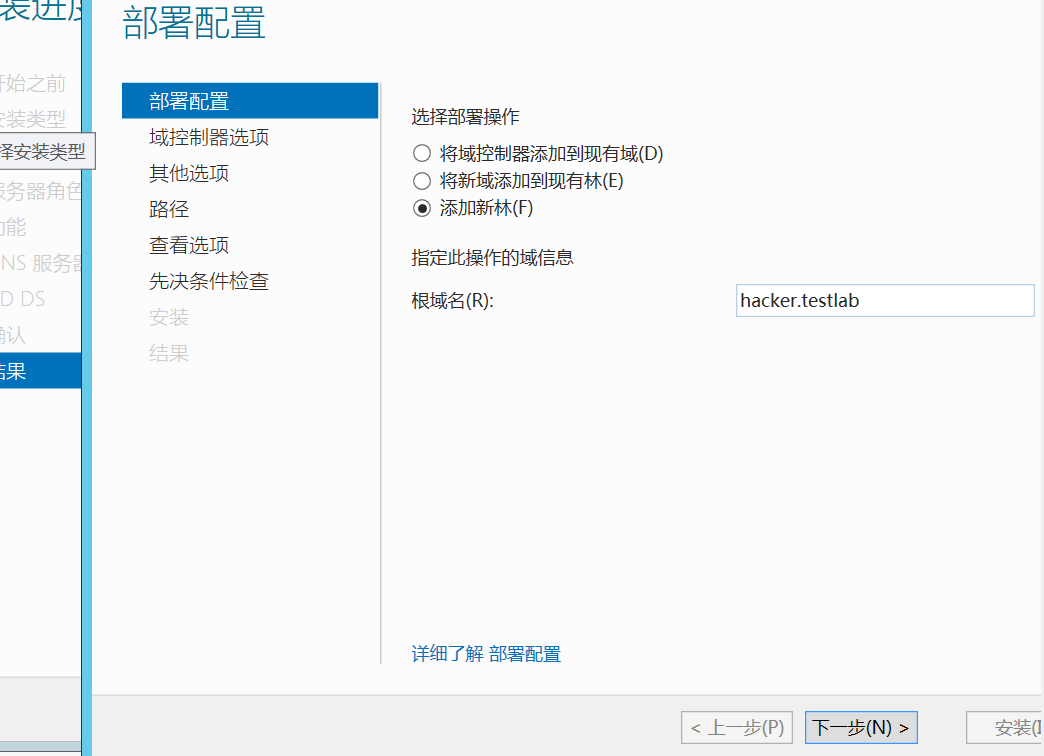 装进度
部署配置
开始之前
安装类型
择安装类型
服务器角色
功能
DNS 服务器
AD DS
确认
结果
部署配置
域控制器选项
其他选项
路径
查看选项
先决条件检查
安装
结果
选择部署操作
将域控制器添加到现有域(D)
将新域添加到现有林(E)
添加新林(F)
指定此操作的域信息
根域名(R):
hacker.testlab
详细了解 部署配置
< 上一步(P)
下一步(N) >
安装(I